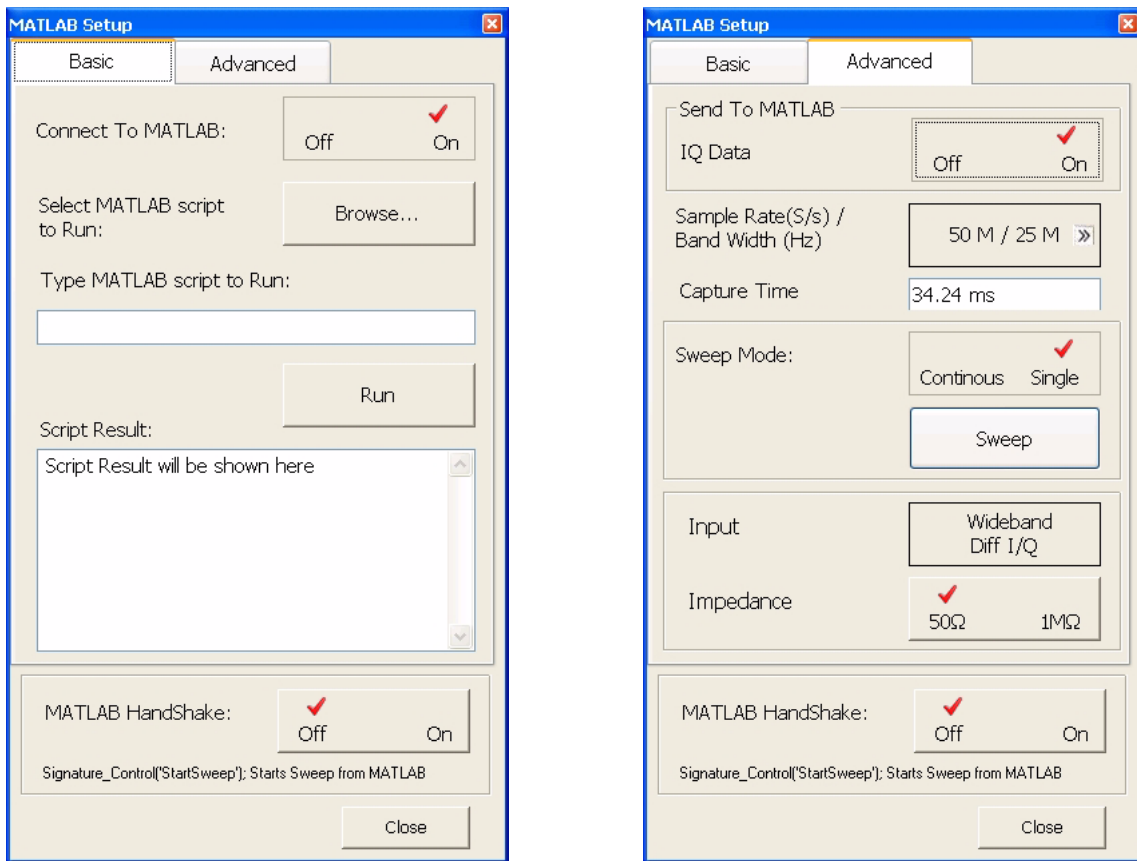 MATLAB Setup
Basic Advanced
Connect To MATLAB:
Off On
Select MATLAB script
to Run:
Browse...
Type MATLAB script to Run:
Run
Script Result:
Script Result will be shown here
MATLAB HandShake:
Off On
Signature_Control('StartSweep'); Starts Sweep from MATLAB
Close
MATLAB Setup
Basic Advanced
Send To MATLAB
IQ Data
Off On
Sample Rate(S/s) /
Band Width (Hz)
50 M / 25 M »
Capture Time
34.24 ms
Sweep Mode:
Continous Single
Sweep
Input
Wideband
Diff I/Q
Impedance
50Ω 1MΩ
MATLAB HandShake:
Off On
Signature_Control('StartSweep'); Starts Sweep from MATLAB
Close